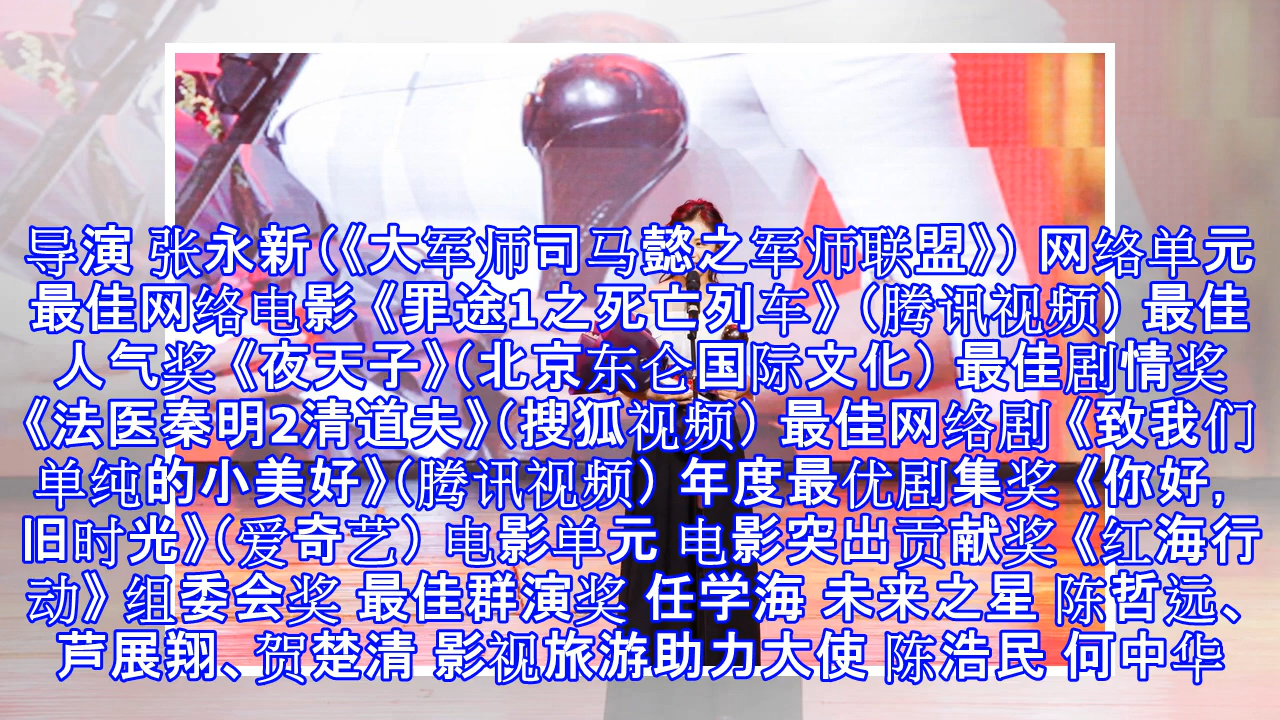 导演 张永新(《大军师司马懿之军师联盟》) 网络单元
最佳网络电影《罪途1之死亡列车》(腾讯视频) 最佳
人气奖《夜天子》(北京东仑国际文化) 最佳剧情奖
《法医秦明2清道夫》(搜狐视频) 最佳网络剧《致我们
单纯的小美好》(腾讯视频) 年度最优剧集奖《你好,
旧时光》(爱奇艺) 电影单元 电影突出贡献奖《红海行
动》组委会奖 最佳群演奖 任学海 未来之星 陈哲远、
芦展翔、贺楚清 影视旅游助力大使 陈浩民 何中华